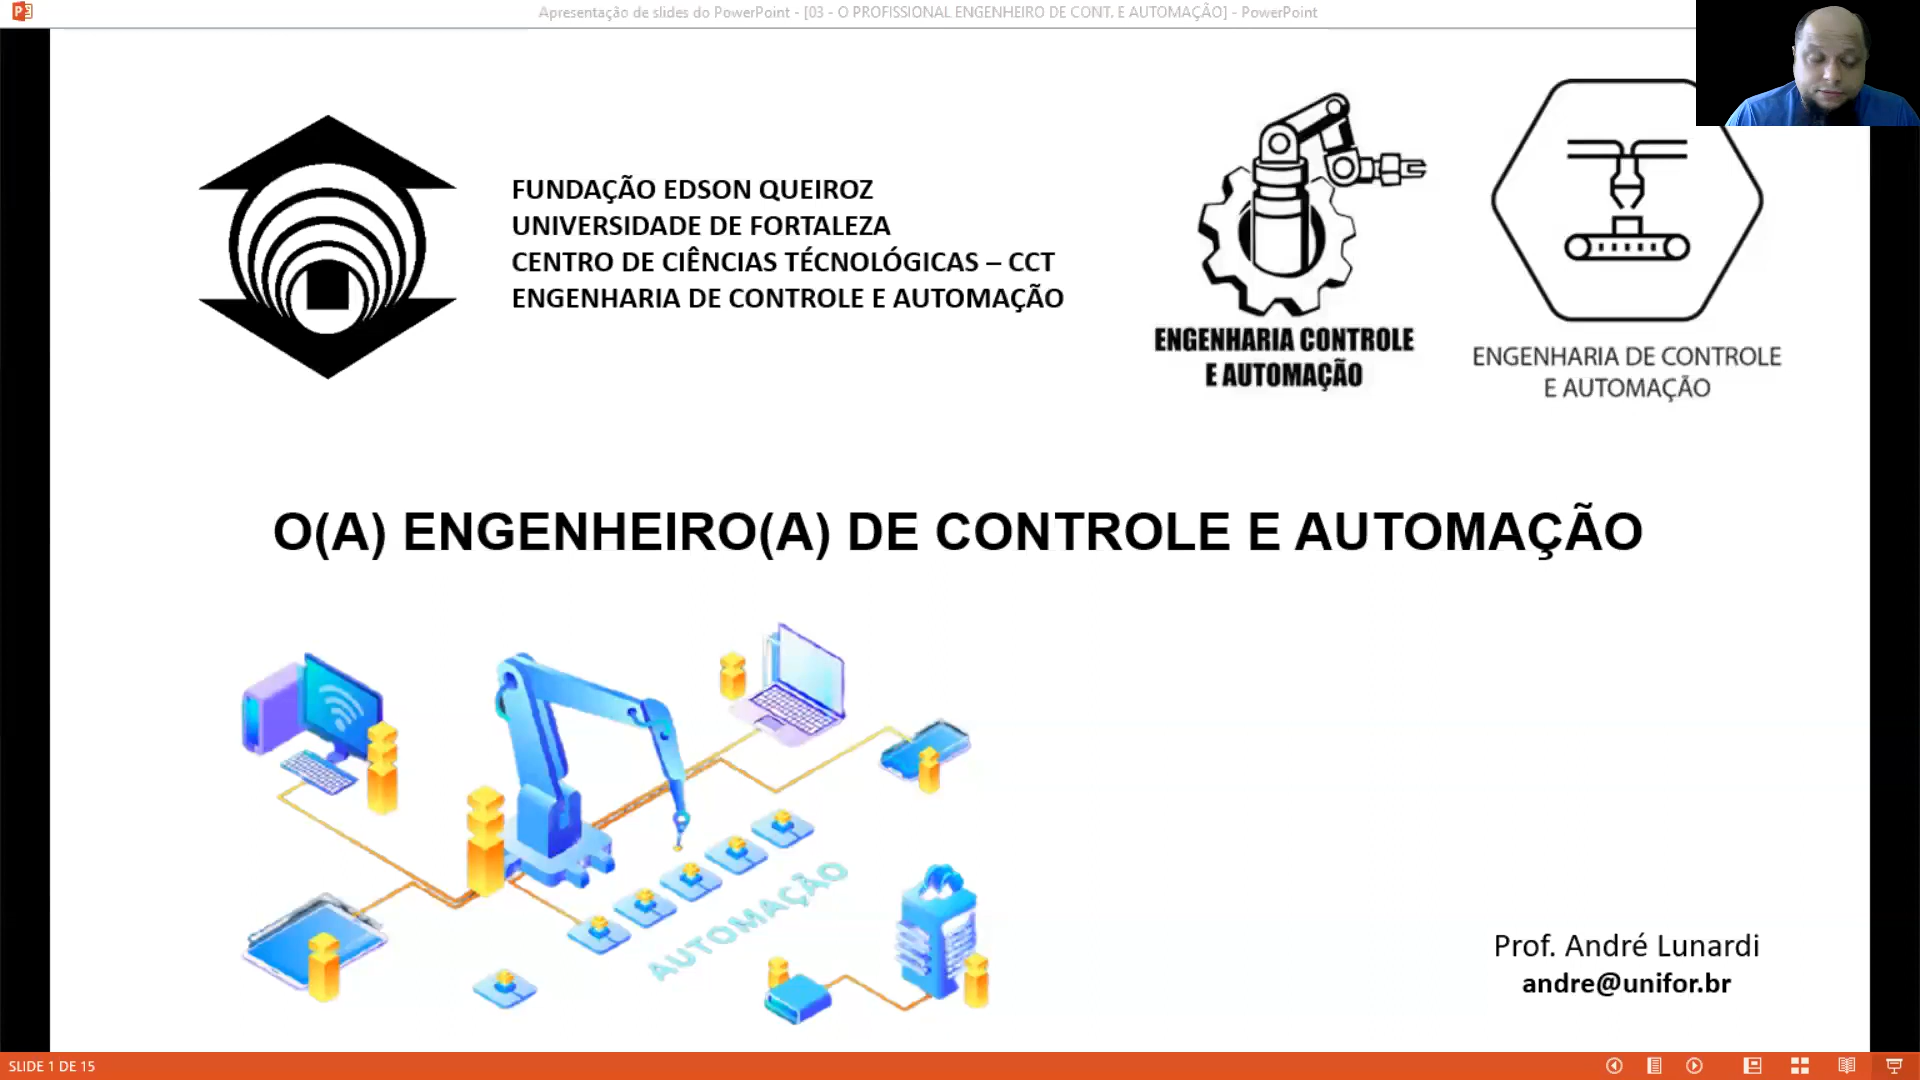 Apresentação de slides do PowerPoint - [03 - O PROFISSIONAL ENGENHEIRO DE CONT. E AUTOMAÇÃO] - PowerPoint
FUNDAÇÃO EDSON QUEIROZ
UNIVERSIDADE DE FORTALEZA
CENTRO DE CIÊNCIAS TÉCNOLÓGICAS – CCT
ENGENHARIA DE CONTROLE E AUTOMAÇÃO
ENGENHARIA CONTROLE
E AUTOMAÇÃO
ENGENHARIA DE CONTROLE
E AUTOMAÇÃO
O(A) ENGENHEIRO(A) DE CONTROLE E AUTOMAÇÃO
AUTOMAÇÃO
Prof. André Lunardi
andre@unifor.br
SLIDE 1 DE 15